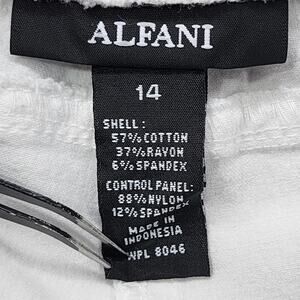 ALFANI
14
SHELL:
57% COTTON
37% RAYON
6% SPANDEX
CONTROL PANEL:
88% NYLON
12% SPANDEX
MADE IN
INDONESIA
WPL 8046